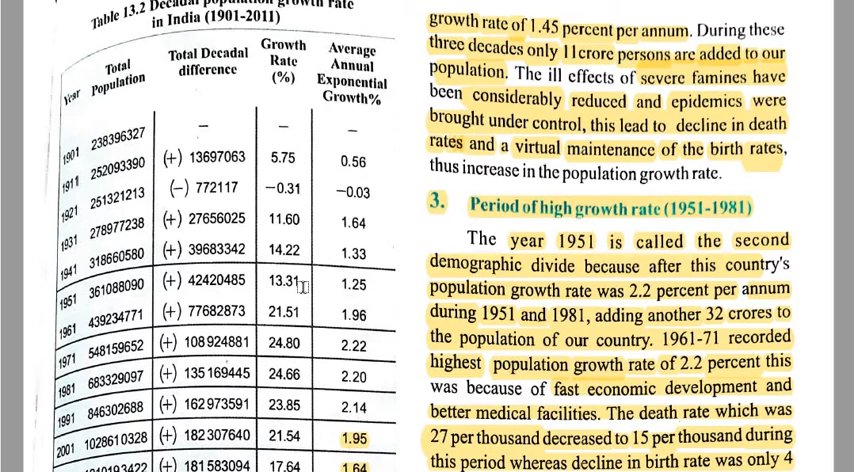 Table 13.2 Decadal population growth rate
in India (1901-2011)
Year Total Population Total Decadal difference Growth Rate (%) Average Annual Exponential Growth%
1901 238396327 – – –
1911 252093390 (+) 13697063 5.75 0.56
1921 251321213 (−) 772117 −0.31 −0.03
1931 278977238 (+) 27656025 11.60 1.64
1941 318660580 (+) 39683342 14.22 1.33
1951 361088090 (+) 42420485 13.31 1.25
1961 439234771 (+) 77682873 21.51 1.96
1971 548159652 (+) 108924881 24.80 2.22
1981 683329097 (+) 135169445 24.66 2.20
1991 846302688 (+) 162973591 23.85 2.14
2001 1028610328 (+) 182307640 21.54 1.95
(+) 181583094 17.64 1.64
growth rate of 1.45 percent per annum. During these
three decades only 11crore persons are added to our
population. The ill effects of severe famines have
been considerably reduced and epidemics were
brought under control, this lead to decline in death
rates and a virtual maintenance of the birth rates,
thus increase in the population growth rate.
3. Period of high growth rate (1951-1981)
The year 1951 is called the second
demographic divide because after this country's
population growth rate was 2.2 percent per annum
during 1951 and 1981, adding another 32 crores to
the population of our country. 1961-71 recorded
highest population growth rate of 2.2 percent this
was because of fast economic development and
better medical facilities. The death rate which was
27 per thousand decreased to 15 per thousand during
this period whereas decline in birth rate was only 4